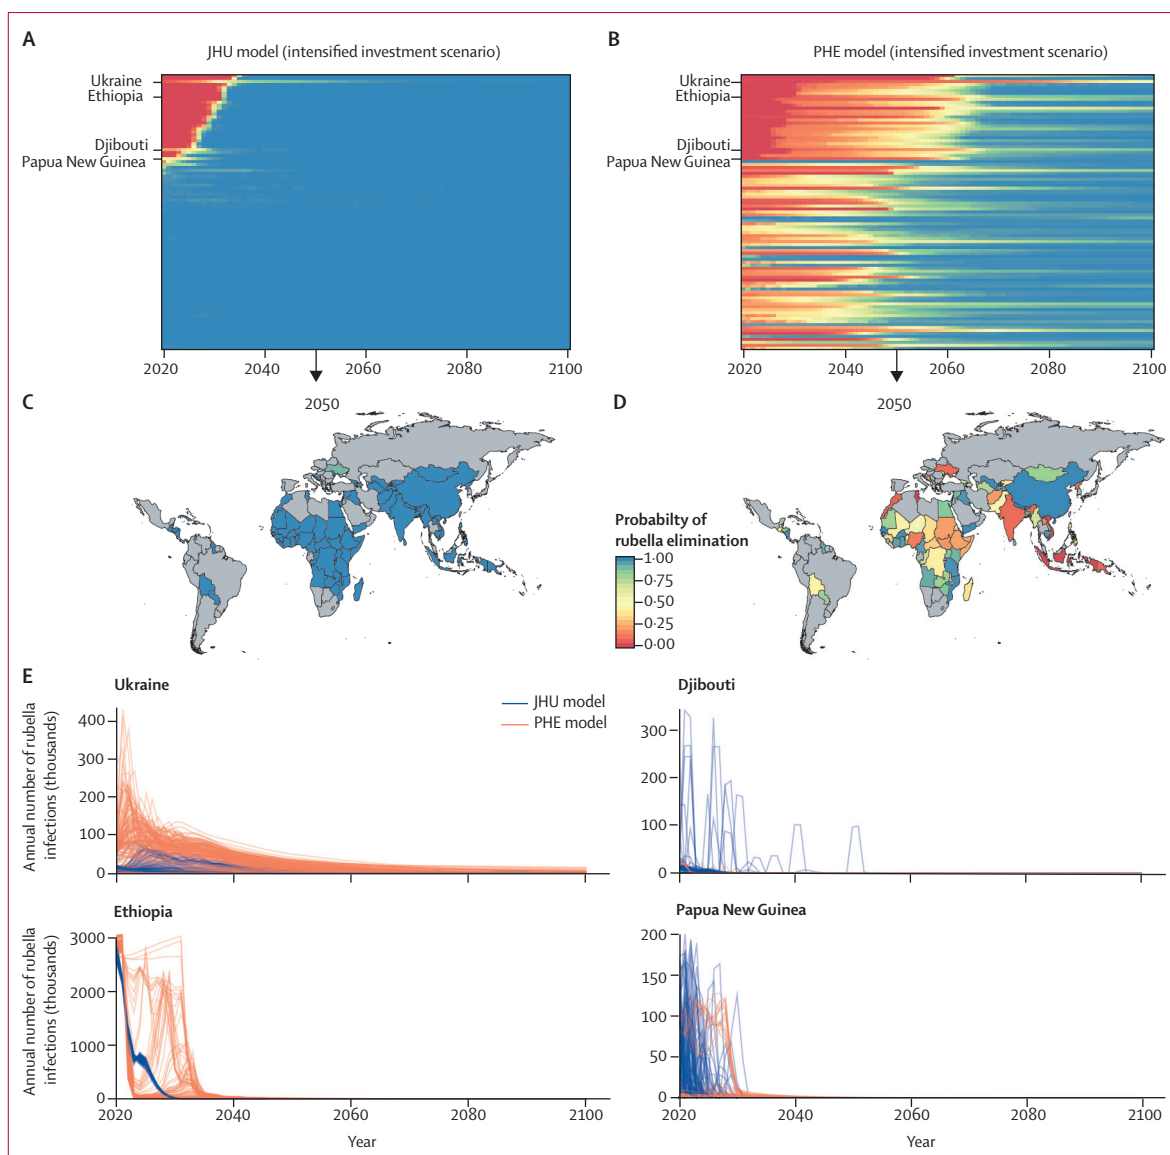 A
JHU model (intensified investment scenario)
Ukraine
Ethiopia
Djibouti
Papua New Guinea
2020 2040 2060 2080 2100
B
PHE model (intensified investment scenario)
Ukraine
Ethiopia
Djibouti
Papua New Guinea
2020 2040 2060 2080 2100
C
2050
D
2050
Probabilty of
rubella elimination
1·00
0·75
0·50
0·25
0·00
E
Ukraine
JHU model
PHE model
Annual number of rubella
infections (thousands)
400
300
200
100
0
Djibouti
300
200
100
0
Ethiopia
Annual number of rubella
infections (thousands)
3000
2000
1000
0
2020 2040 2060 2080 2100
Year
Papua New Guinea
200
150
100
50
0
2020 2040 2060 2080 2100
Year